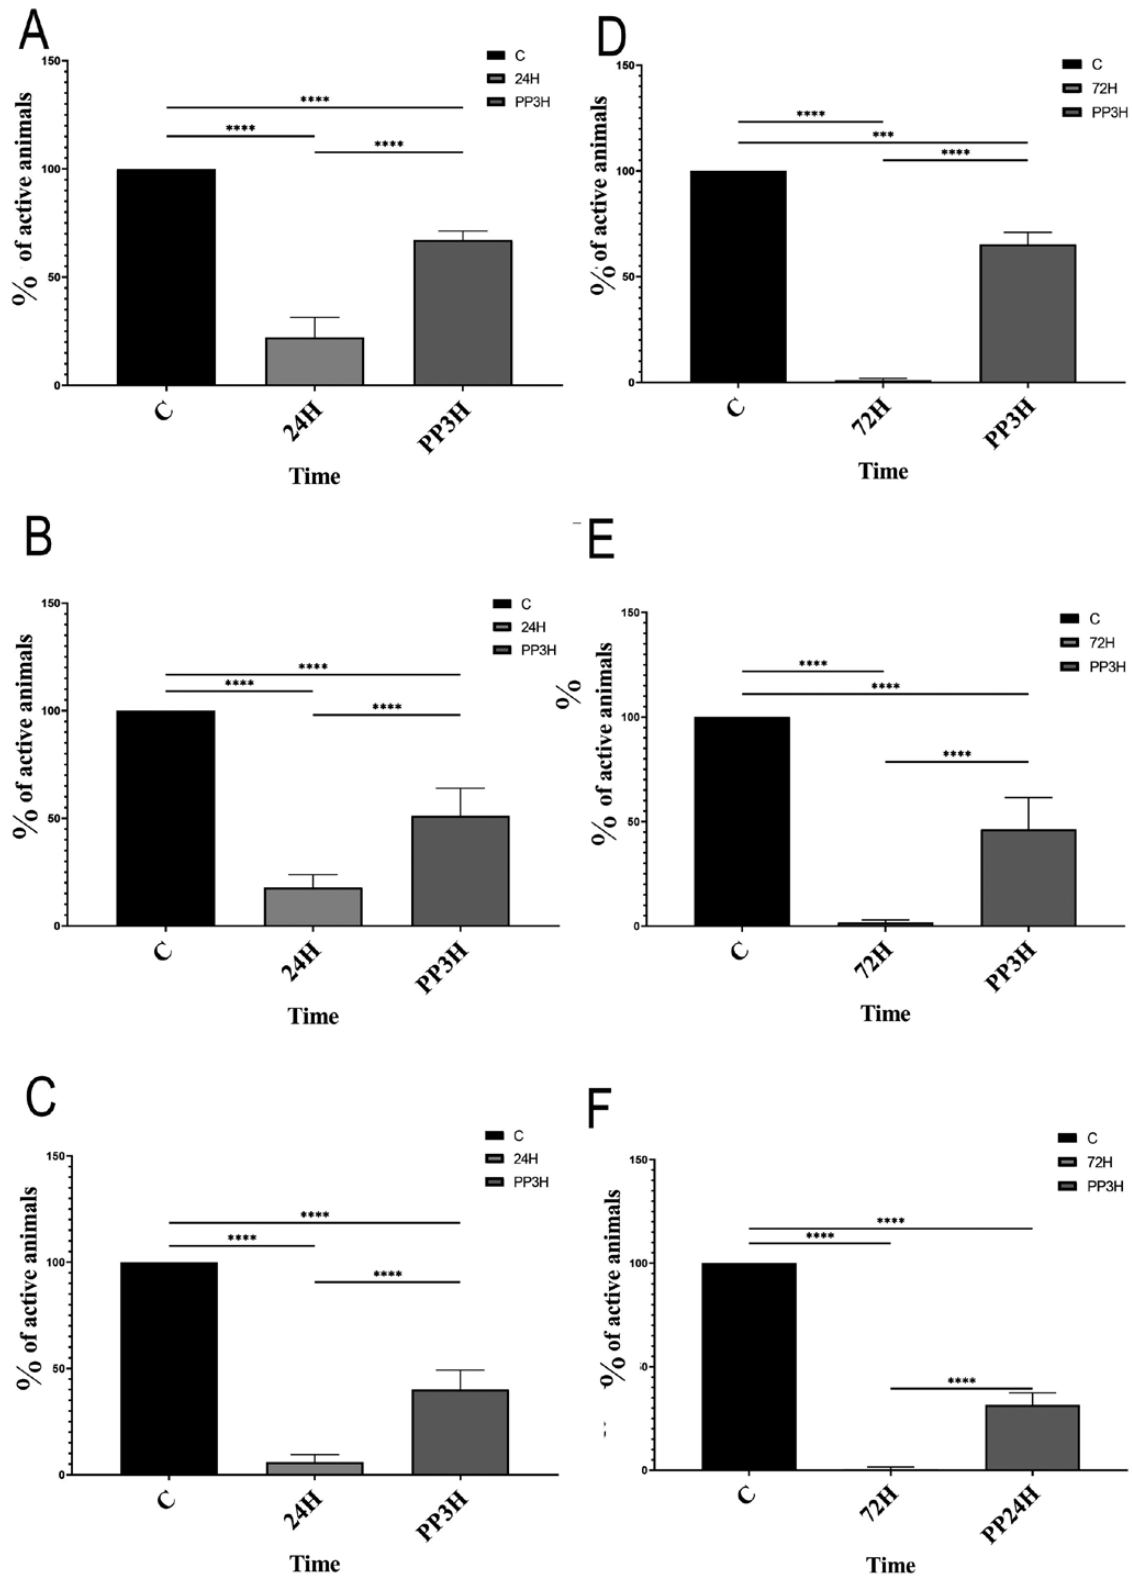 A
150
100
50
0
% of active animals
C
24H
PP3H
****
****
****
C
24H
PP3H
Time
D
150
100
50
0
% of active animals
C
72H
PP3H
****
***
****
C
72H
PP3H
Time
B
150
100
50
0
% of active animals
C
24H
PP3H
****
****
****
C
24H
PP3H
Time
E
150
100
50
0
%
% of active animals
C
72H
PP3H
****
****
****
C
72H
PP3H
Time
C
150
100
50
0
% of active animals
C
24H
PP3H
****
****
****
C
24H
PP3H
Time
F
150
100
50
0
% of active animals
C
72H
PP3H
****
****
****
C
72H
PP24H
Time